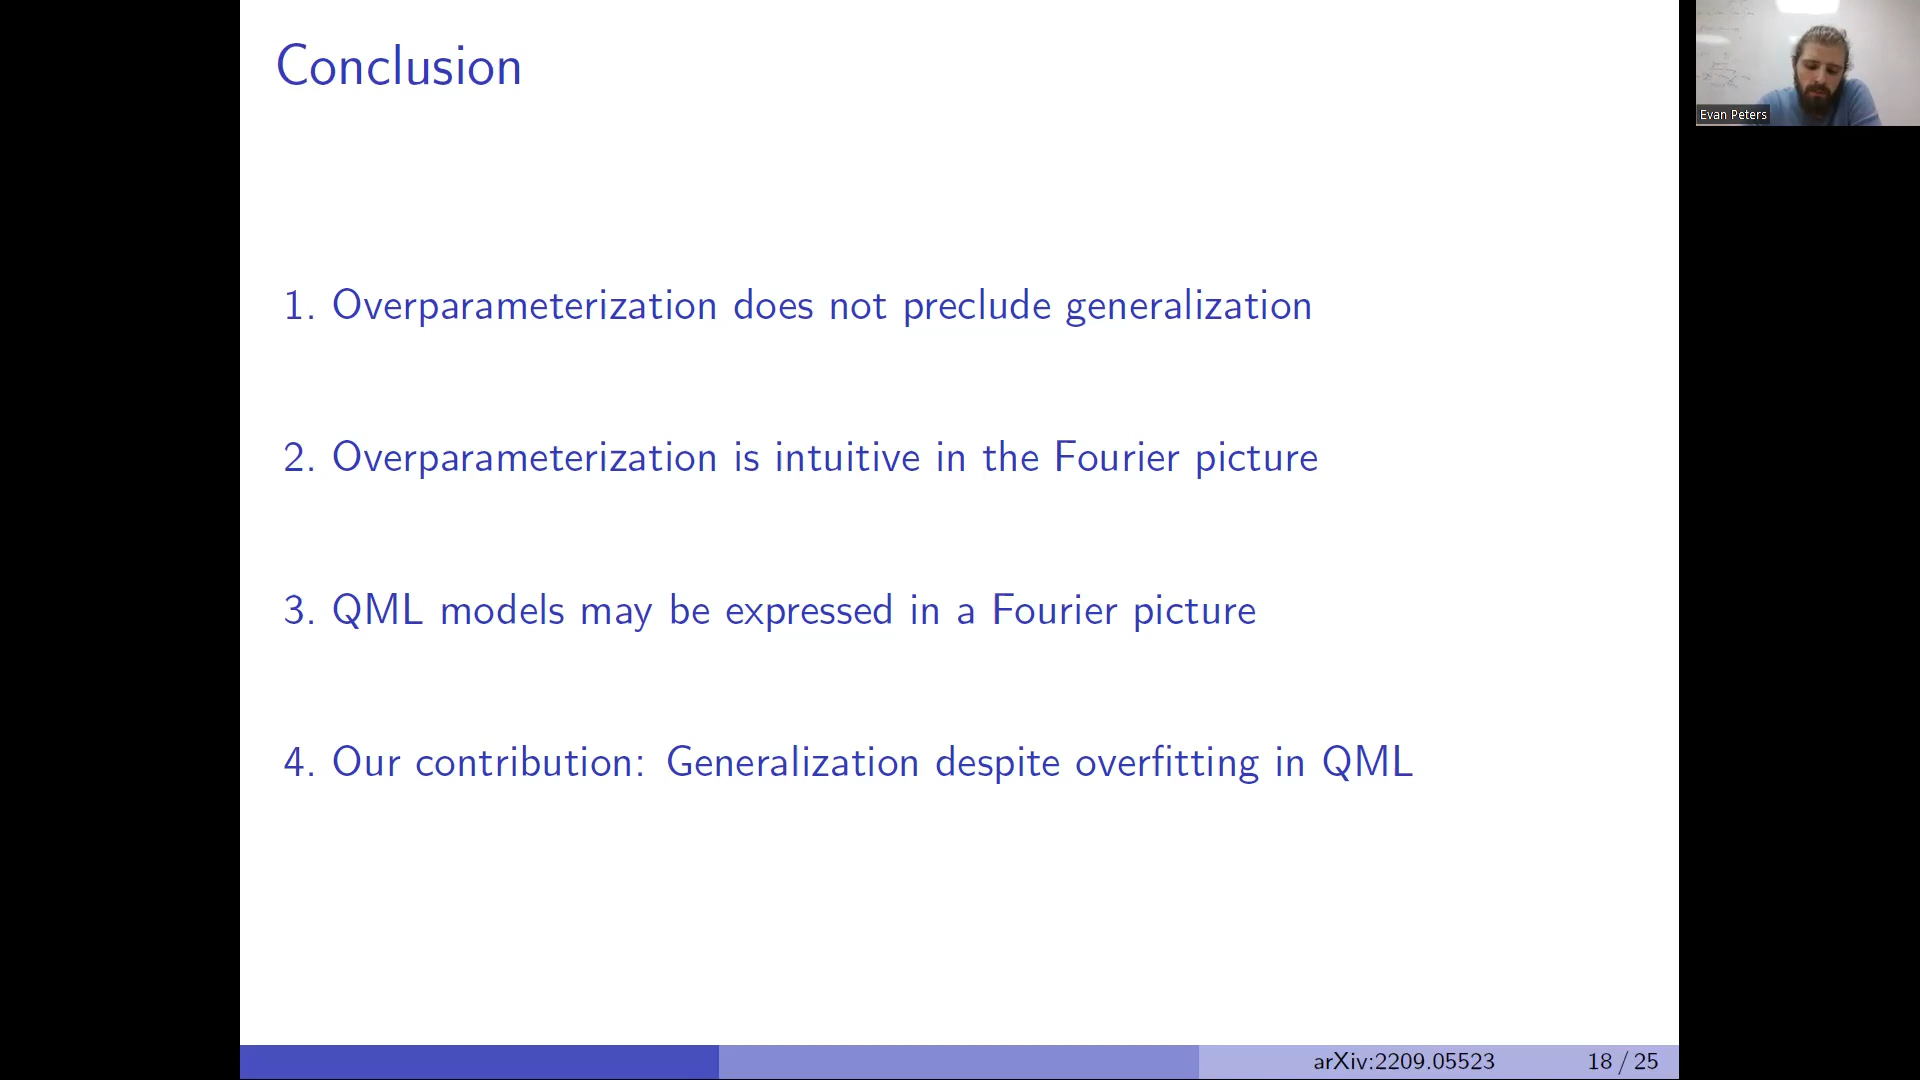 Conclusion
Evan Peters
1. Overparameterization does not preclude generalization
2. Overparameterization is intuitive in the Fourier picture
3. QML models may be expressed in a Fourier picture
4. Our contribution: Generalization despite overfitting in QML
arXiv:2209.05523 18 / 25